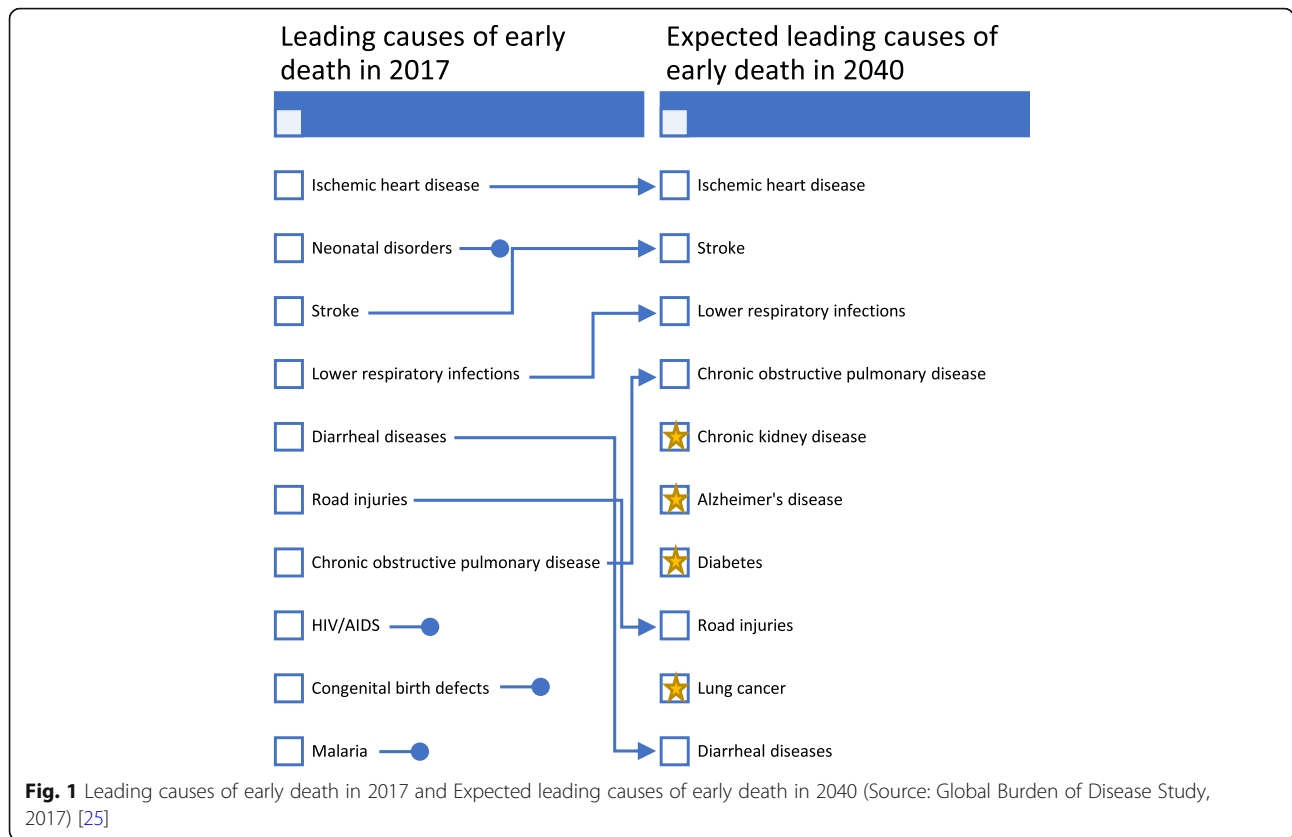 Leading causes of early
death in 2017
Expected leading causes of
early death in 2040
Ischemic heart disease
Neonatal disorders
Stroke
Lower respiratory infections
Diarrheal diseases
Road injuries
Chronic obstructive pulmonary disease
HIV/AIDS
Congenital birth defects
Malaria
Ischemic heart disease
Stroke
Lower respiratory infections
Chronic obstructive pulmonary disease
Chronic kidney disease
Alzheimer's disease
Diabetes
Road injuries
Lung cancer
Diarrheal diseases
Fig. 1 Leading causes of early death in 2017 and Expected leading causes of early death in 2040 (Source: Global Burden of Disease Study,
2017) [25]